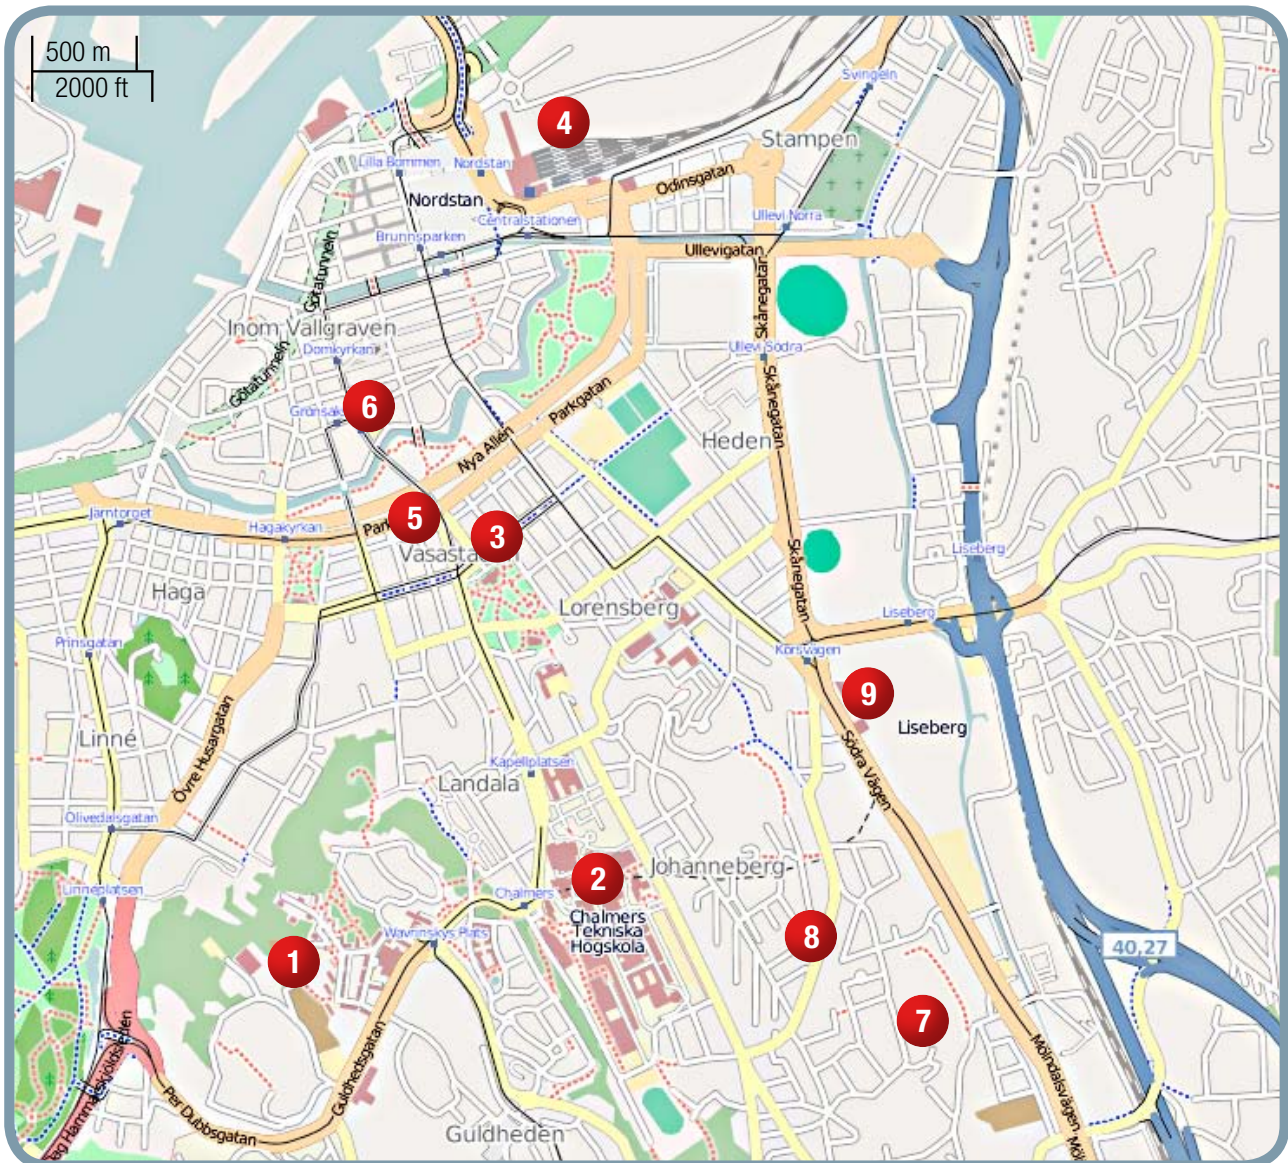 500 m
2000 ft
Svingeln
4
Stampen
Lilla Bommen
Nordstan
Odinsgatan
Nordstan
Centralstationen
Ullevi Norra
Brunnsparken
Ullevigatan
Götatunneln
Skånegatan
Inom Vallgraven
Domkyrkan
Ullevi Södra
Götatunneln
Skånegatan
Parkgatan
6
Heden
Nya Allén
Järntorget
Hagakyrkan
5
3
Skånegatan
Liseberg
Haga
Lorensberg
Liseberg
Prinsgatan
Korsvägen
9
Övre Husargatan
Liseberg
Linné
Södra Vägen
Kapellplatsen
Landala
Olivedalsgatan
Johanneberg
2
Linnéplatsen
Chalmers
Chalmers
Tekniska
Högskola
Wavrinskys Plats
8
40,27
1
7
Guldhedsgatan
Mölndalsvägen
Per Dubbsgatan
Guldheden